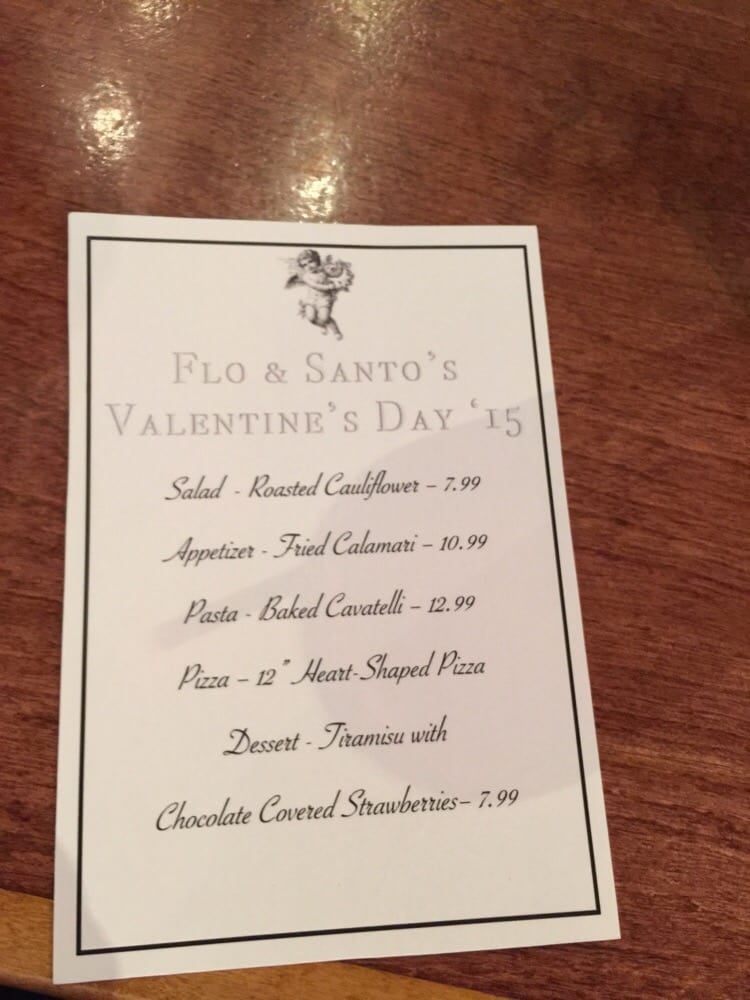 Flo & Santo's
Valentine's Day '15
Salad - Roasted Cauliflower – 7.99
Appetizer - Fried Calamari – 10.99
Pasta - Baked Cavatelli – 12.99
Pizza – 12" Heart-Shaped Pizza
Dessert - Tiramisu with
Chocolate Covered Strawberries– 7.99